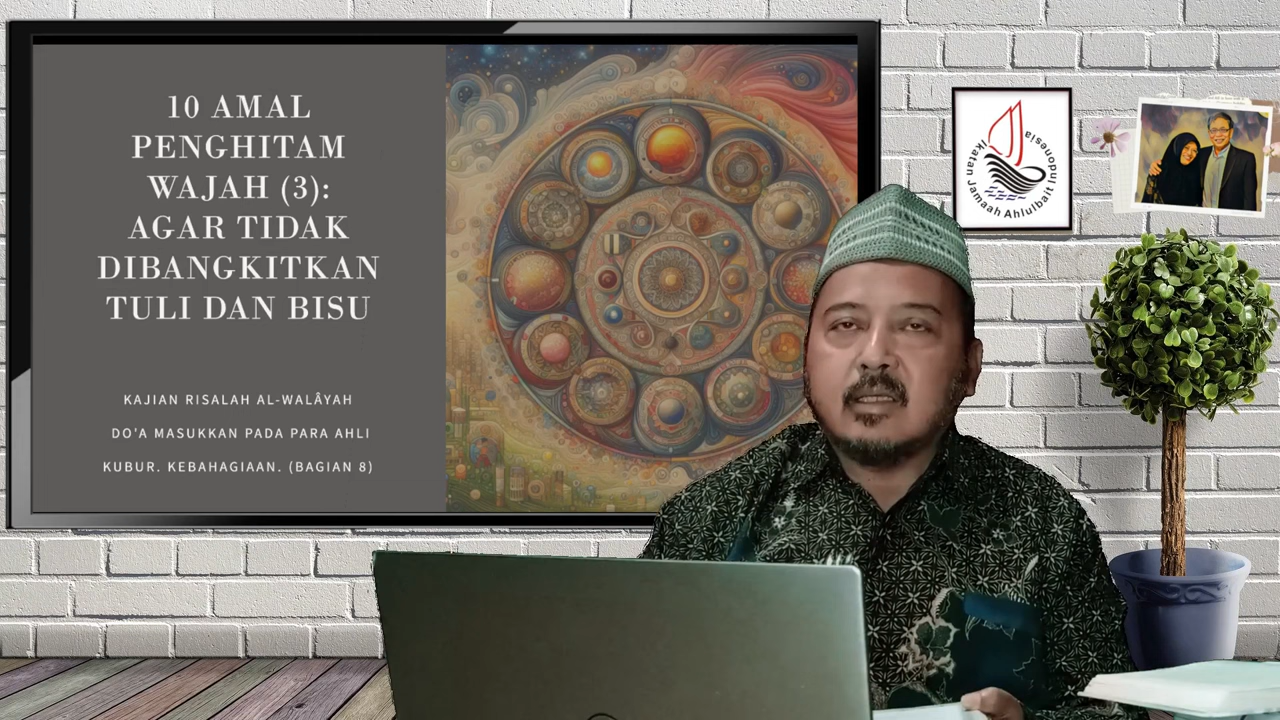 10 AMAL
PENGHITAM
WAJAH (3):
AGAR TIDAK
DIBANGKITKAN
TULI DAN BISU
KAJIAN RISALAH AL-WALÂYAH
DO'A MASUKKAN PADA PARA AHLI
KUBUR. KEBAHAGIAAN. (BAGIAN 8)
Ikatan Jamaah Ahlulbait Indonesia